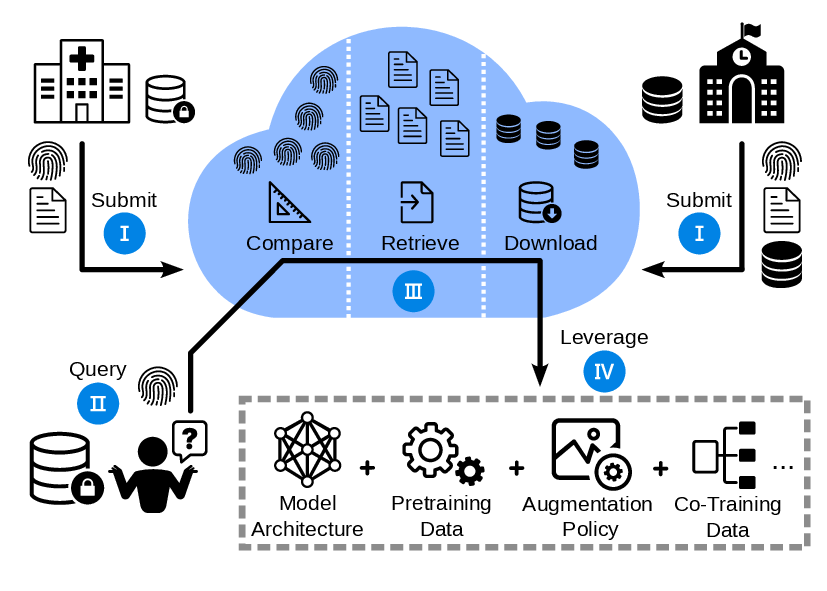 Submit
I
Submit
I
Compare
Retrieve
Download
III
Query
II
?
Leverage
IV
Model
Architecture
+
Pretraining
Data
+
Augmentation
Policy
+
Co-Training
Data
...